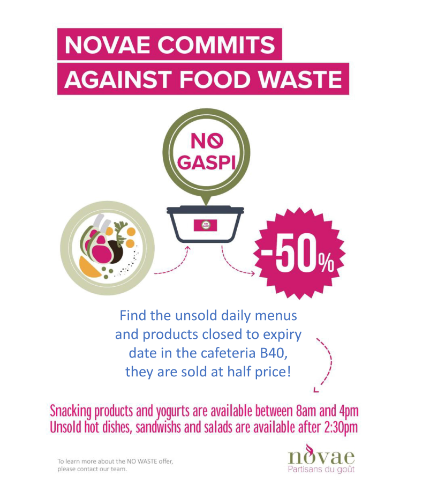 NOVAE COMMITS
AGAINST FOOD WASTE
NO
GASPI
-50%
Find the unsold daily menus
and products closed to expiry
date in the cafeteria B40,
they are sold at half price!
Snacking products and yogurts are available between 8am and 4pm
Unsold hot dishes, sandwishs and salads are available after 2:30pm
To learn more about the NO WASTE offer,
please contact our team.
novae
Partisans du goût